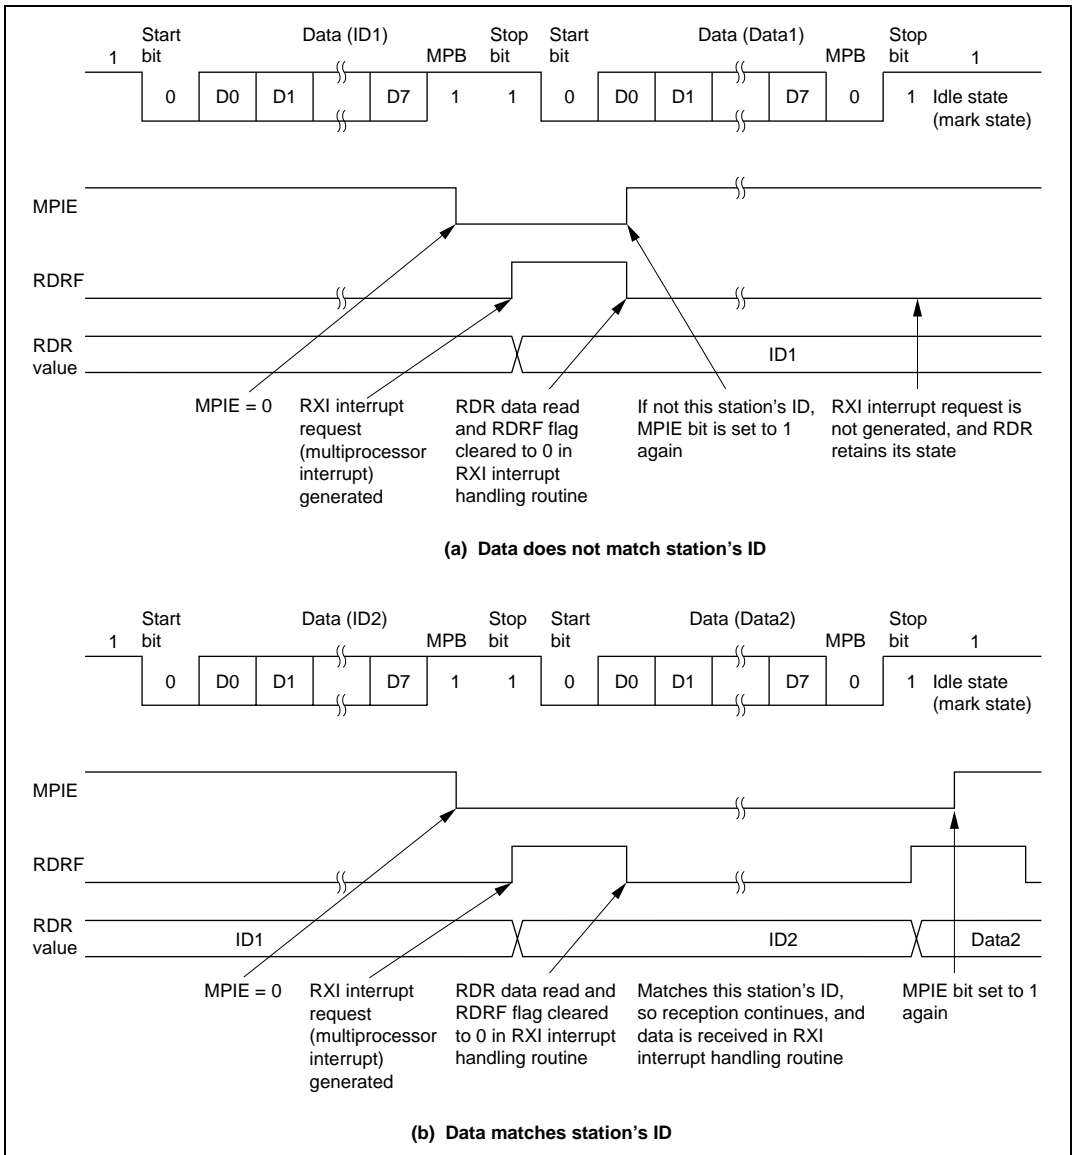 Start bit
Data (ID1)
Stop bit
Start bit
Data (Data1)
Stop bit
1
MPB
MPB
1
0
D0
D1
D7
1
1
0
D0
D1
D7
0
1
Idle state
(mark state)
MPIE
RDRF
RDR
value
ID1
MPIE = 0
RXI interrupt
request
(multiprocessor
interrupt)
generated
RDR data read
and RDRF flag
cleared to 0 in
RXI interrupt
handling routine
If not this station's ID,
MPIE bit is set to 1
again
RXI interrupt request is
not generated, and RDR
retains its state
(a) Data does not match station's ID
Start bit
Data (ID2)
Stop bit
Start bit
Data (Data2)
Stop bit
1
MPB
MPB
1
0
D0
D1
D7
1
1
0
D0
D1
D7
0
1
Idle state
(mark state)
MPIE
RDRF
RDR
value
ID1
ID2
Data2
MPIE = 0
RXI interrupt
request
(multiprocessor
interrupt)
generated
RDR data read and
RDRF flag cleared
to 0 in RXI interrupt
handling routine
Matches this station's ID,
so reception continues, and
data is received in RXI
interrupt handling routine
MPIE bit set to 1
again
(b) Data matches station's ID